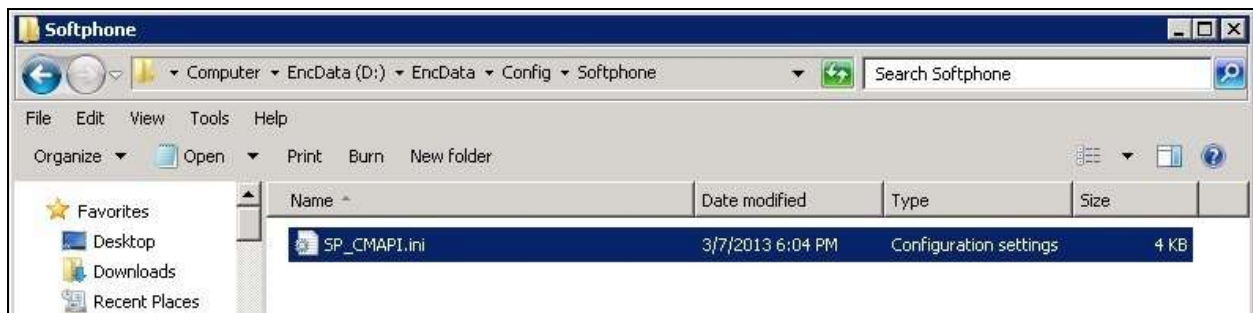 Softphone
Computer EncData (D:) EncData Config Softphone Search Softphone
File Edit View Tools Help
Organize Open Print Burn New folder
Favorites
Desktop
Downloads
Recent Places
Name Date modified Type Size
SP_CMAPI.ini 3/7/2013 6:04 PM Configuration settings 4 KB